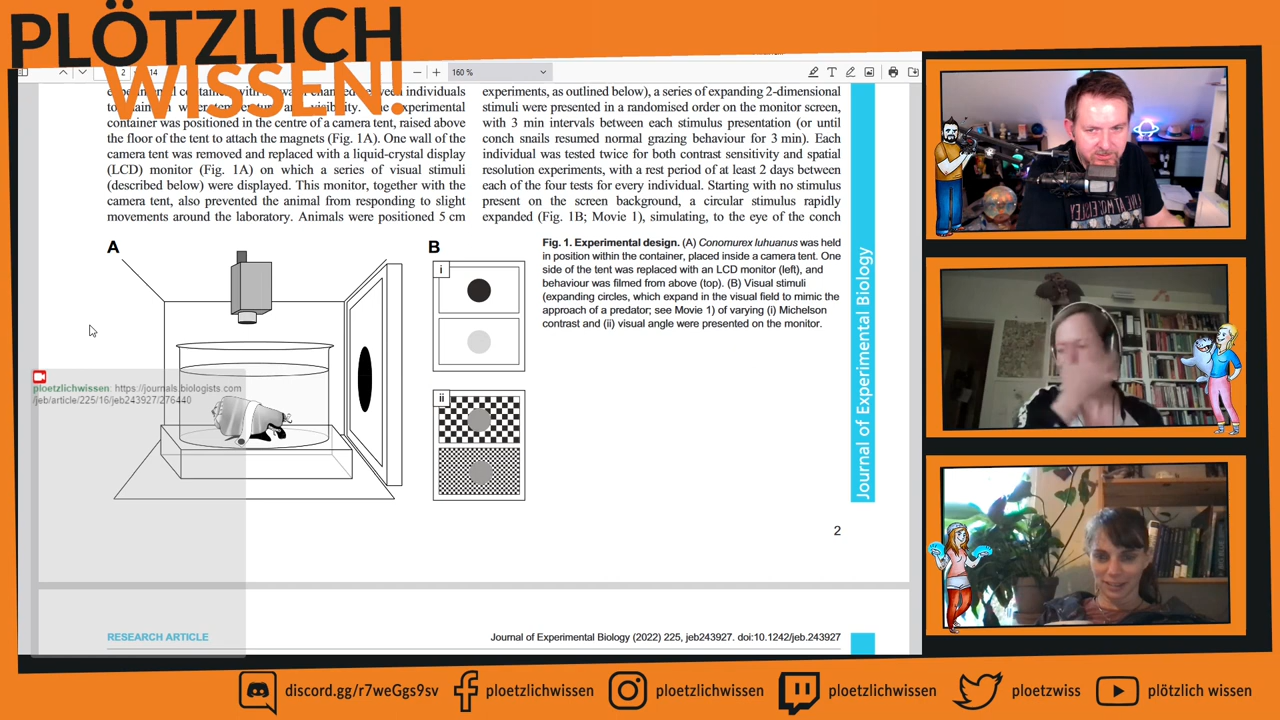 PLÖTZLICH
WISSEN!
2
14
160 %
individuals
experimental
container was positioned in the centre of a camera tent, raised above
the floor of the tent to attach the magnets (Fig. 1A). One wall of the
camera tent was removed and replaced with a liquid-crystal display
(LCD) monitor (Fig. 1A) on which a series of visual stimuli
(described below) were displayed. This monitor, together with the
camera tent, also prevented the animal from responding to slight
movements around the laboratory. Animals were positioned 5 cm
experiments, as outlined below), a series of expanding 2-dimensional
stimuli were presented in a randomised order on the monitor screen,
with 3 min intervals between each stimulus presentation (or until
conch snails resumed normal grazing behaviour for 3 min). Each
individual was tested twice for both contrast sensitivity and spatial
resolution experiments, with a rest period of at least 2 days between
each of the four tests for every individual. Starting with no stimulus
present on the screen background, a circular stimulus rapidly
expanded (Fig. 1B; Movie 1), simulating, to the eye of the conch
A
B
i
ii
Fig. 1. Experimental design. (A) Conomurex luhuanus was held
in position within the container, placed inside a camera tent. One
side of the tent was replaced with an LCD monitor (left), and
behaviour was filmed from above (top). (B) Visual stimuli
(expanding circles, which expand in the visual field to mimic the
approach of a predator; see Movie 1) of varying (i) Michelson
contrast and (ii) visual angle were presented on the monitor.
ploetzlichwissen: https://journals.biologists.com
/jeb/article/225/16/jeb243927/276440
Journal of Experimental Biology
2
RESEARCH ARTICLE
Journal of Experimental Biology (2022) 225, jeb243927. doi:10.1242/jeb.243927
discord.gg/r7weGgs9sv
ploetzlichwissen
ploetzlichwissen
ploetzlichwissen
ploetzwiss
plötzlich wissen